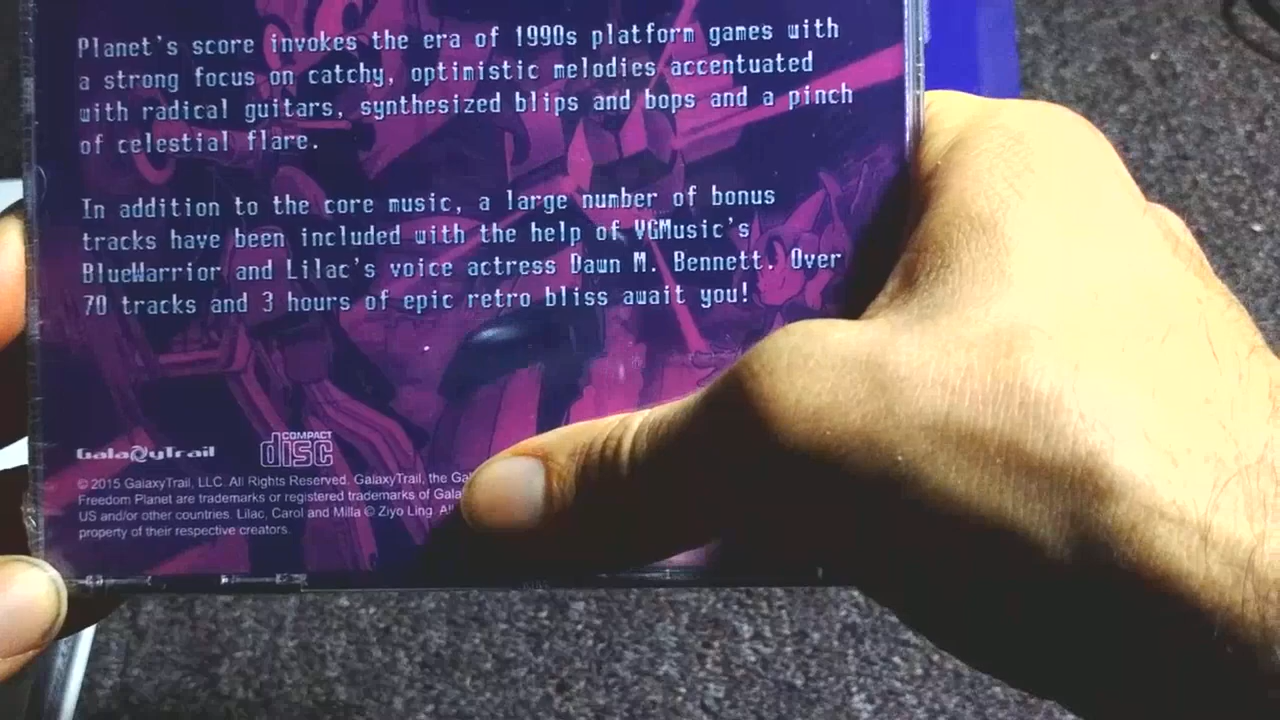 Planet's score invokes the era of 1990s platform games with
a strong focus on catchy, optimistic melodies accentuated
with radical guitars, synthesized blips and bops and a pinch
of celestial flare.
In addition to the core music, a large number of bonus
tracks have been included with the help of VGMusic's
BlueWarrior and Lilac's voice actress Dawn M. Bennett. Over
70 tracks and 3 hours of epic retro bliss await you!
GalaxyTrail
COMPACT
disc
© 2015 GalaxyTrail, LLC. All Rights Reserved. GalaxyTrail, the
Freedom Planet are trademarks or registered trademarks of
US and/or other countries. Lilac, Carol and Milla © Ziyo Ling.
property of their respective creators.